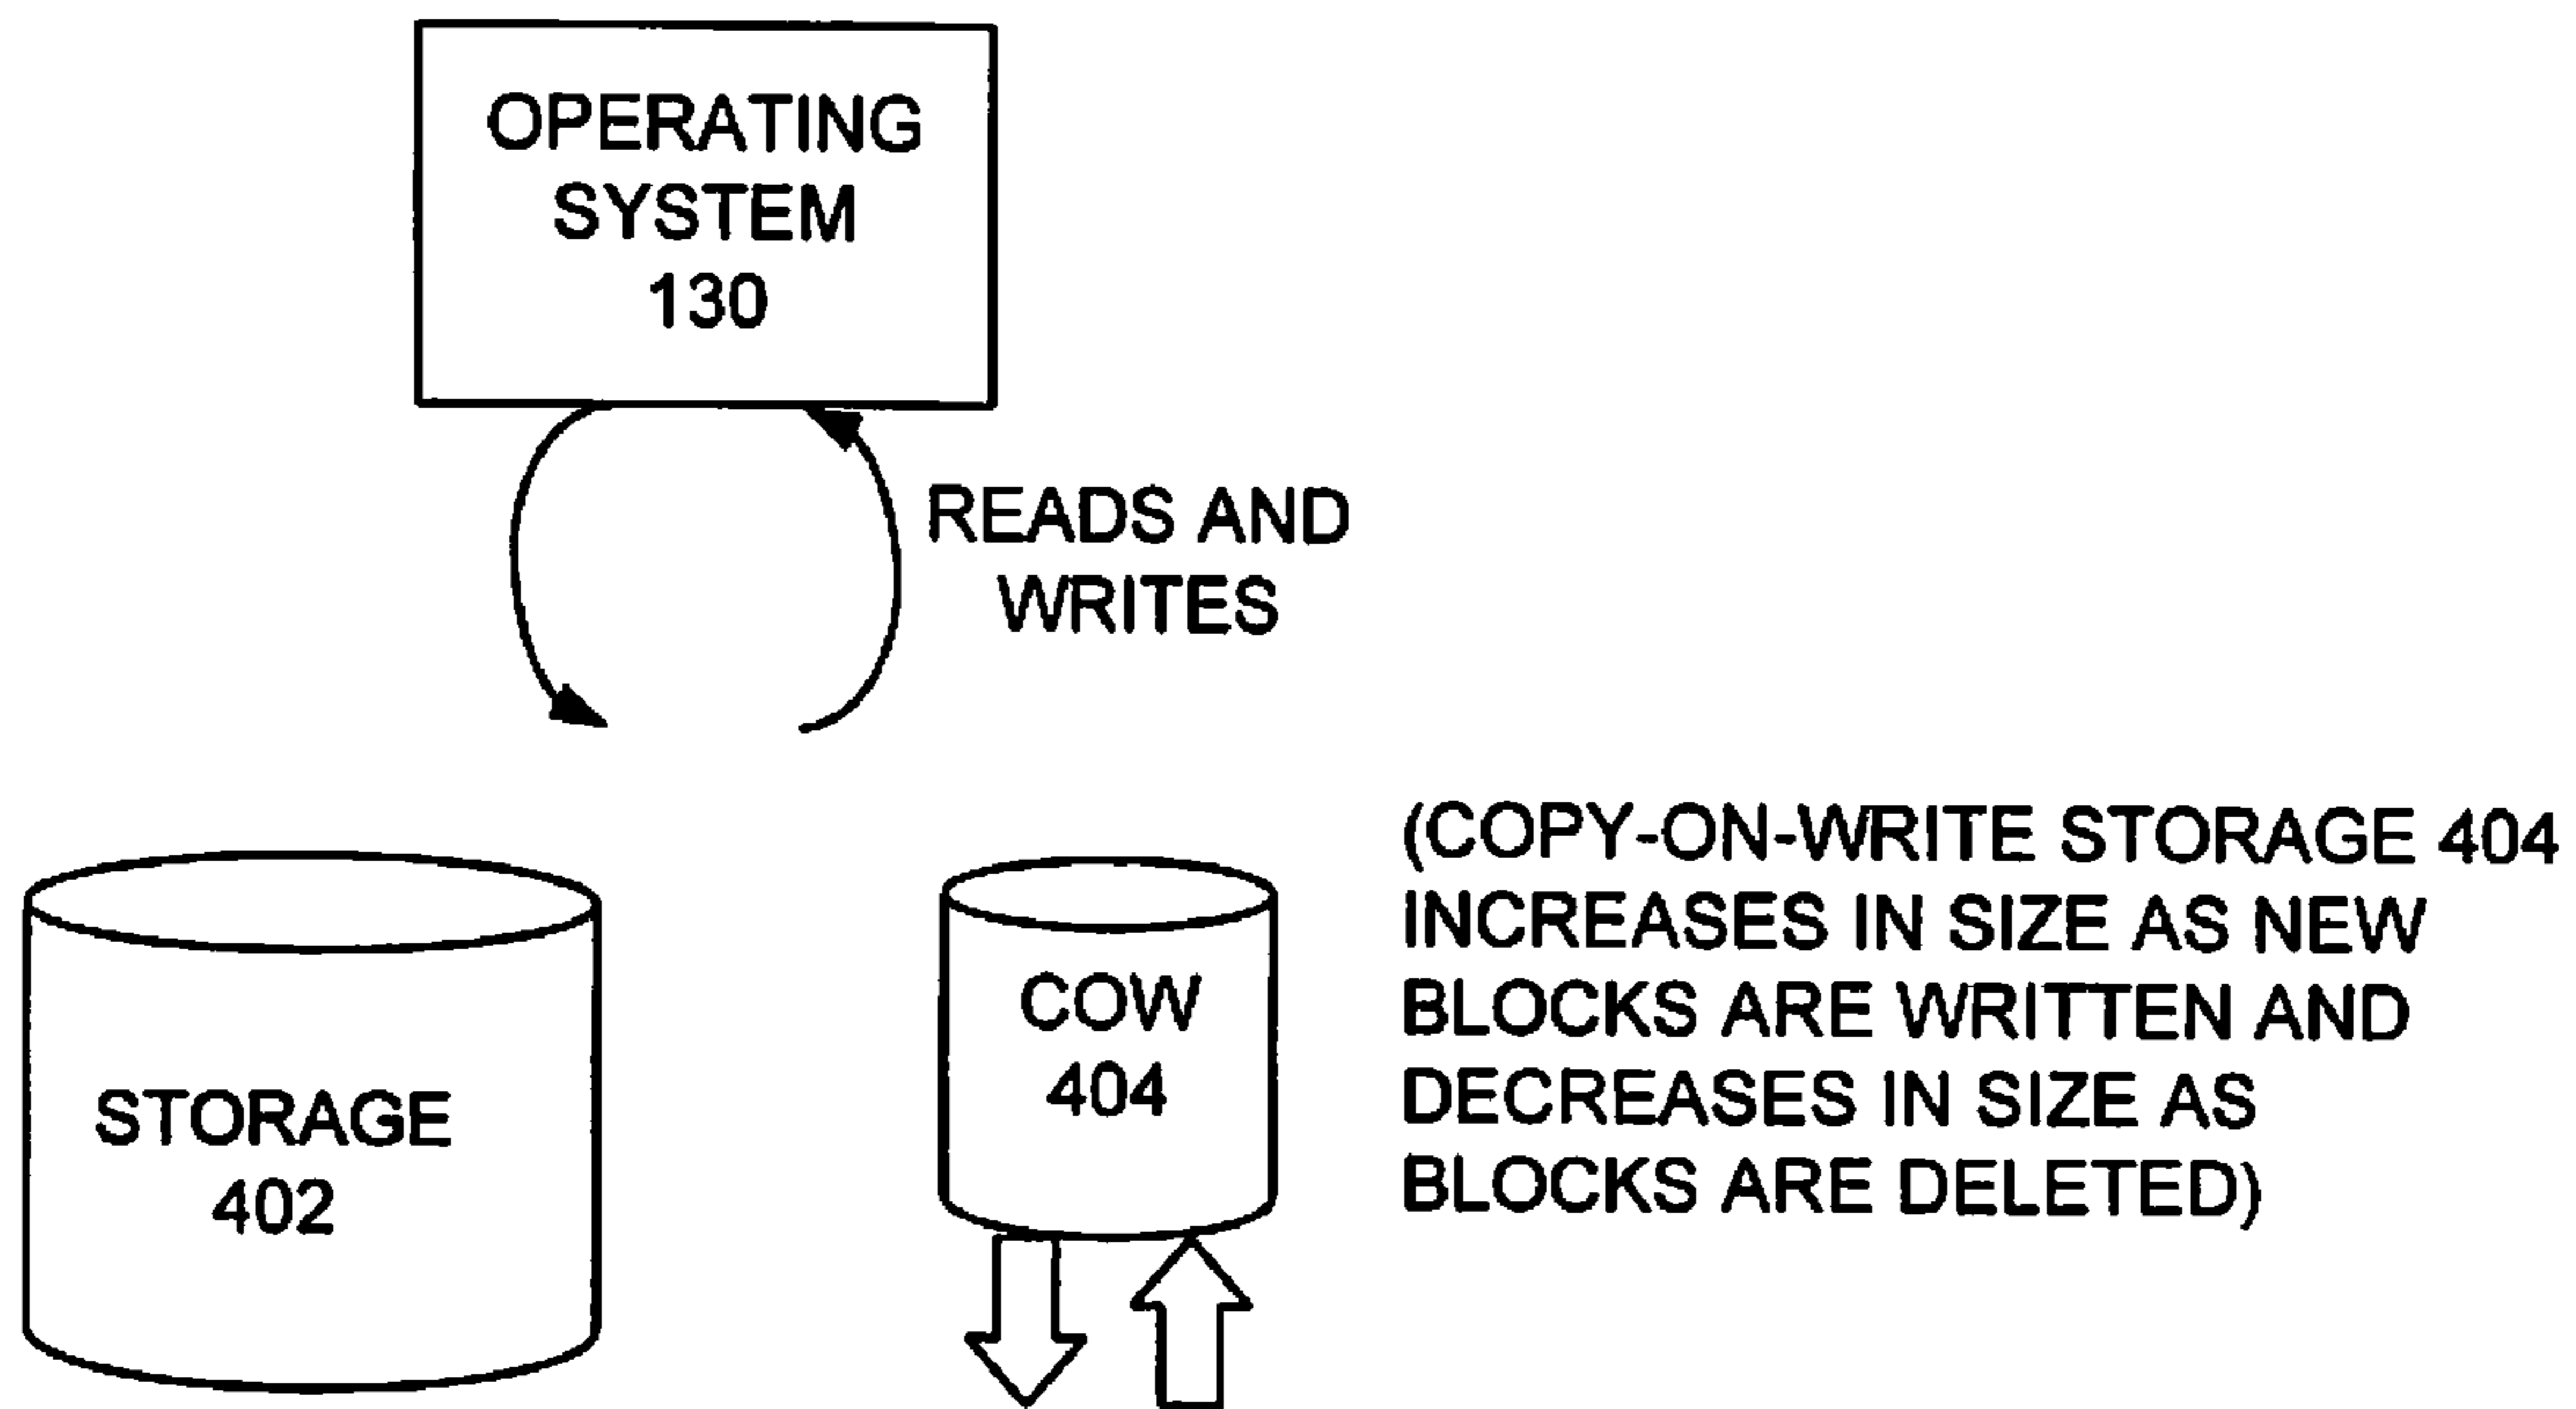 OPERATING
SYSTEM
130
READS AND
WRITES
STORAGE
402
COW
404
(COPY-ON-WRITE STORAGE 404
INCREASES IN SIZE AS NEW
BLOCKS ARE WRITTEN AND
DECREASES IN SIZE AS
BLOCKS ARE DELETED)